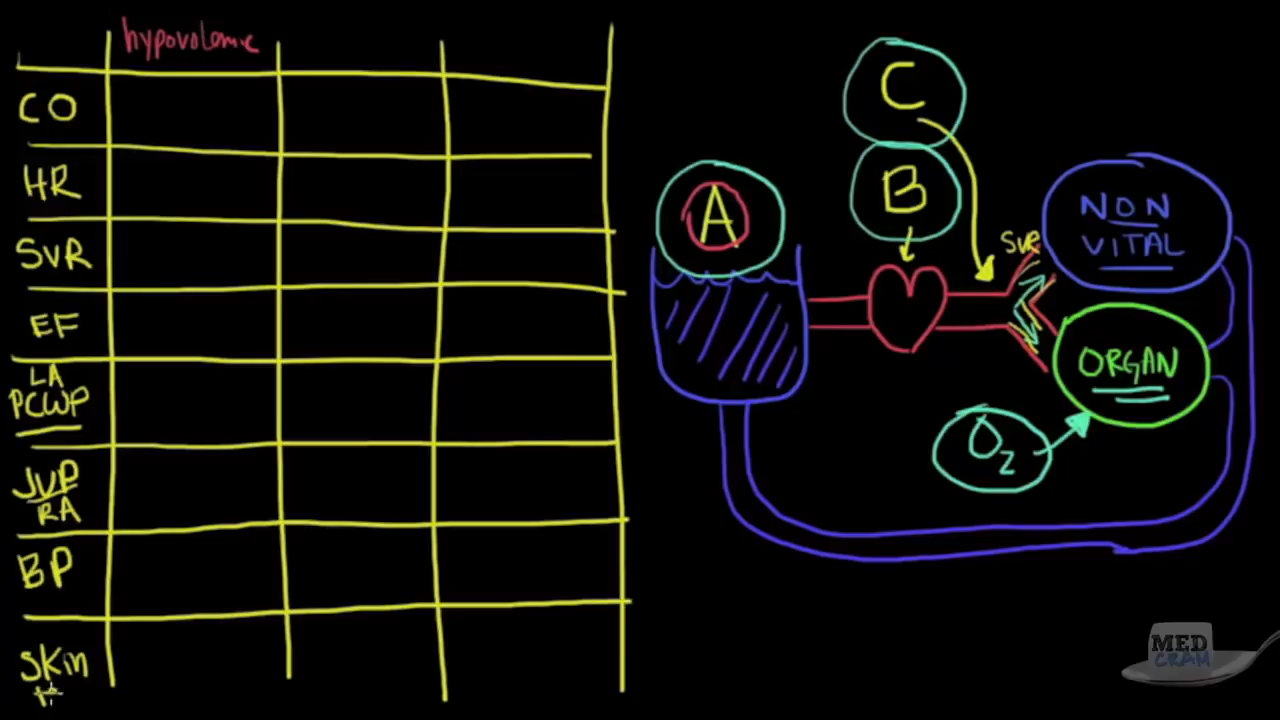 hypovolemic
CO
HR
SVR
EF
LA
PCWP
JVP
RA
BP
Skin
C
B
A
SVR
NON
VITAL
ORGAN
O2
MED
CRAM